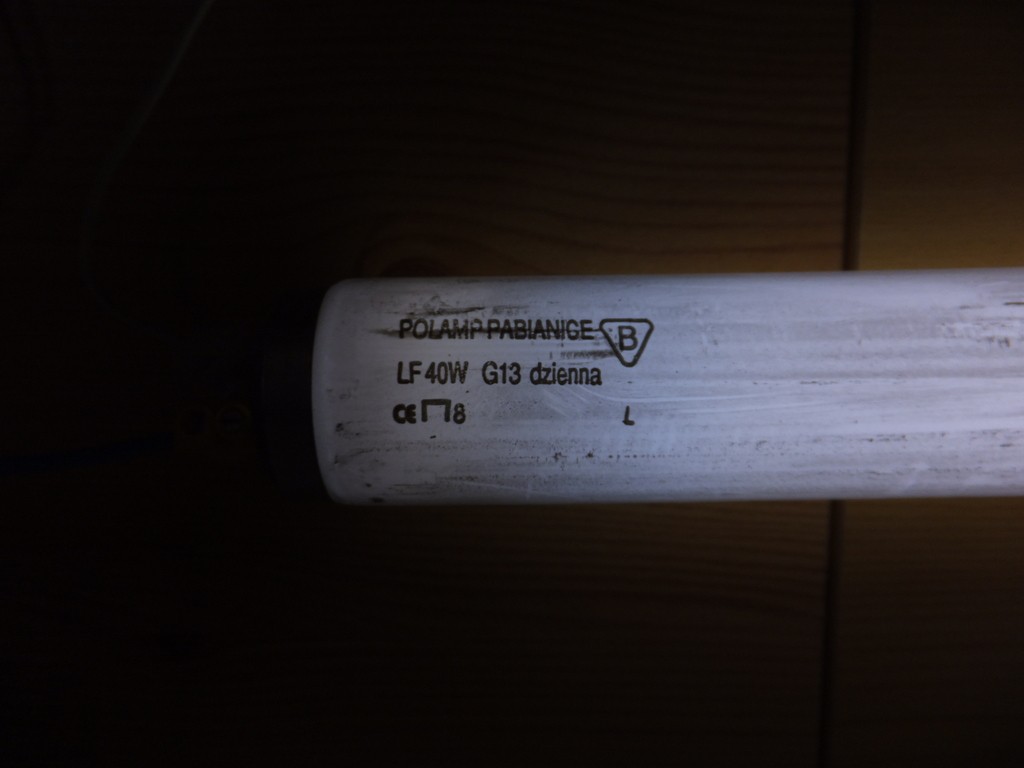 POLAMP PABIANICE B
LF 40W G13 dzienna
CE 8 L